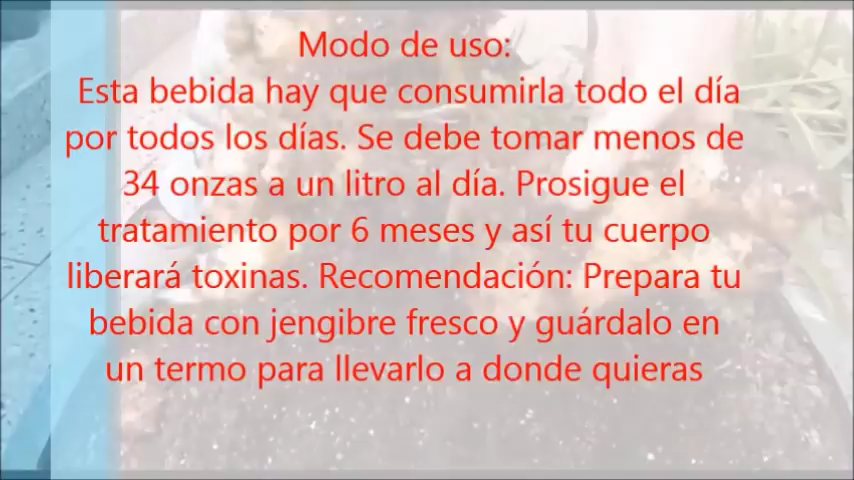 Modo de uso:
Esta bebida hay que consumirla todo el día
por todos los días. Se debe tomar menos de
34 onzas a un litro al día. Prosigue el
tratamiento por 6 meses y así tu cuerpo
liberará toxinas. Recomendación: Prepara tu
bebida con jengibre fresco y guárdalo en
un termo para llevarlo a donde quieras